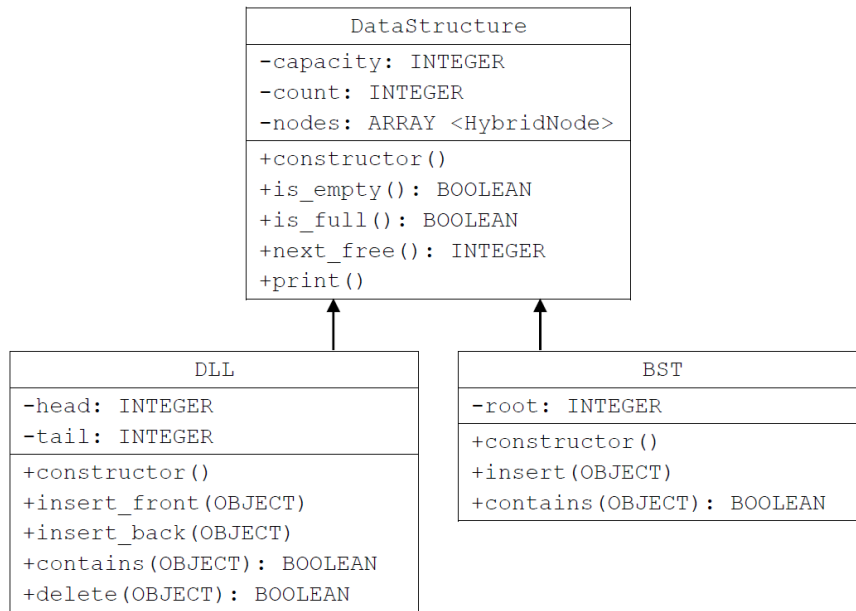 DataStructure
-capacity: INTEGER
-count: INTEGER
-nodes: ARRAY <HybridNode>
+constructor()
+is_empty(): BOOLEAN
+is_full(): BOOLEAN
+next_free(): INTEGER
+print()
DLL
-head: INTEGER
-tail: INTEGER
+constructor()
+insert_front(OBJECT)
+insert_back(OBJECT)
+contains(OBJECT): BOOLEAN
+delete(OBJECT): BOOLEAN
BST
-root: INTEGER
+constructor()
+insert(OBJECT)
+contains(OBJECT): BOOLEAN